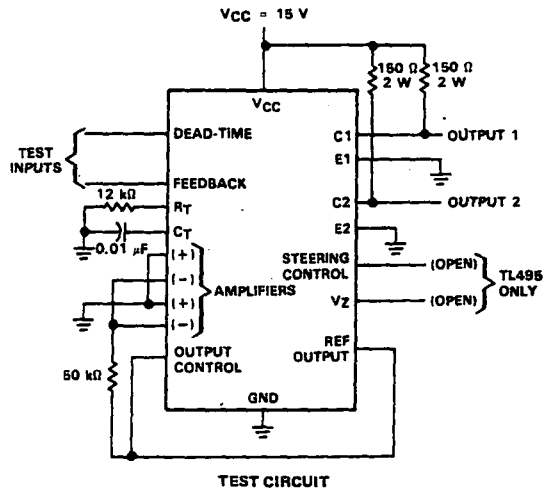 VCC = 15 V
150 Ω
2 W
150 Ω
2 W
VCC
DEAD-TIME
TEST
INPUTS
FEEDBACK
12 kΩ
RT
CT
0.01 μF
(+)
(−)
(+)
(−)
AMPLIFIERS
OUTPUT
CONTROL
50 kΩ
C1
OUTPUT 1
E1
C2
OUTPUT 2
E2
STEERING
CONTROL
(OPEN)
VZ
(OPEN)
TL495
ONLY
REF
OUTPUT
GND
TEST CIRCUIT